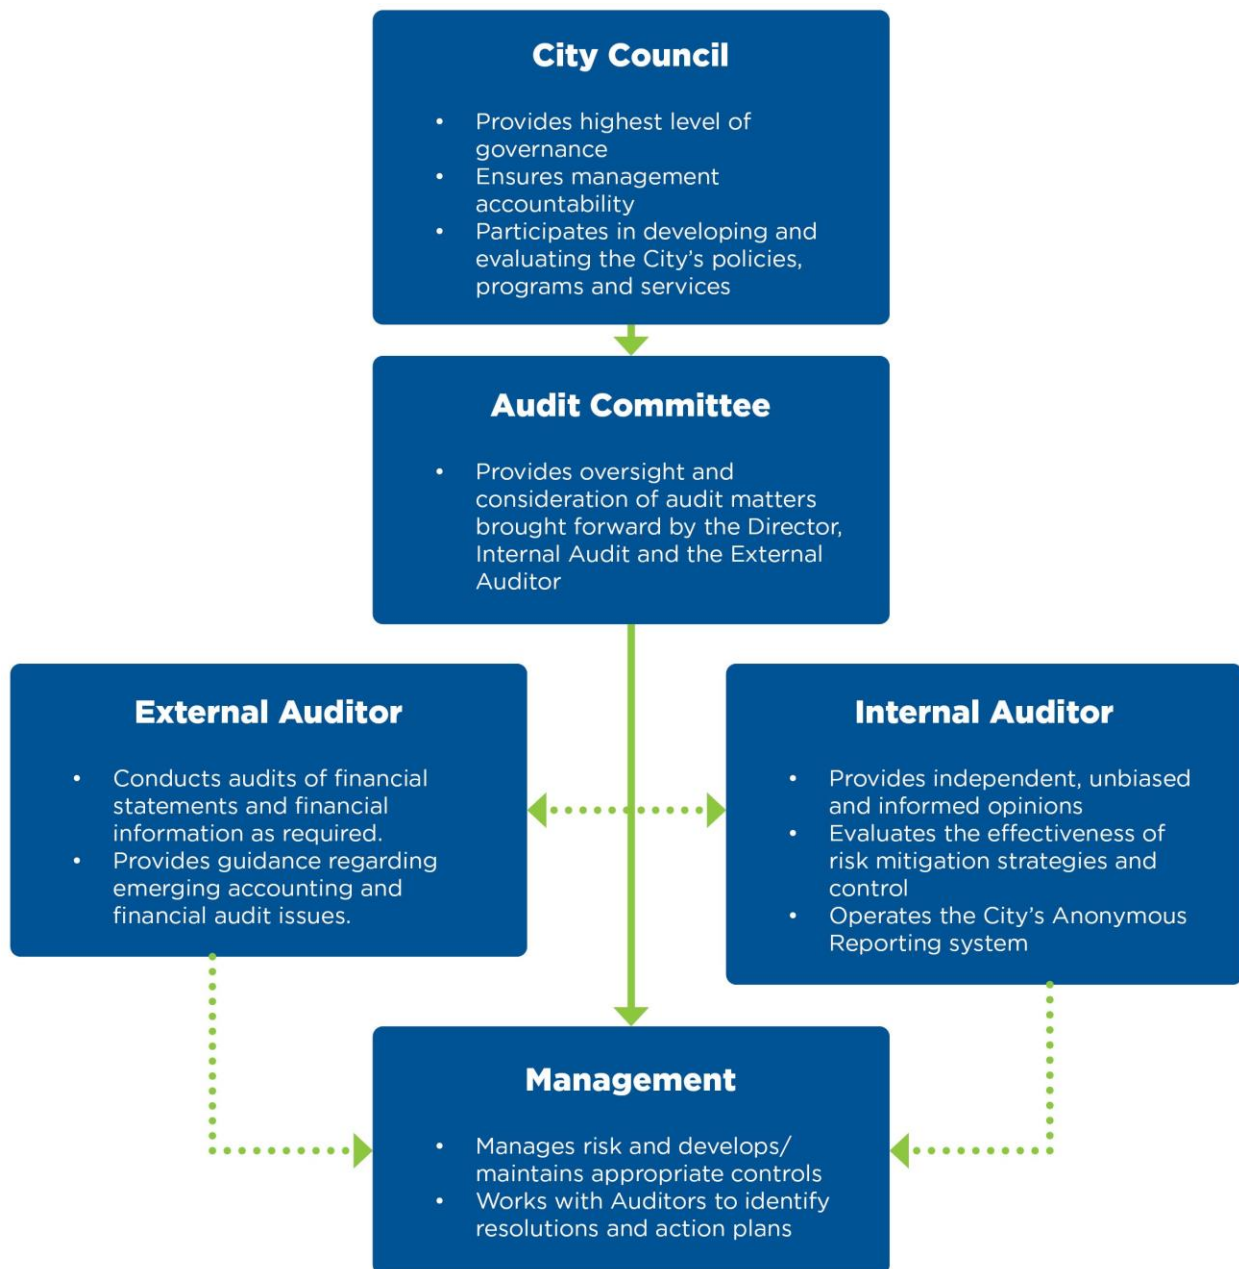 City Council
• Provides highest level of
governance
• Ensures management
accountability
• Participates in developing and
evaluating the City’s policies,
programs and services
Audit Committee
• Provides oversight and
consideration of audit matters
brought forward by the Director,
Internal Audit and the External
Auditor
External Auditor
• Conducts audits of financial
statements and financial
information as required.
• Provides guidance regarding
emerging accounting and
financial audit issues.
Internal Auditor
• Provides independent, unbiased
and informed opinions
• Evaluates the effectiveness of
risk mitigation strategies and
control
• Operates the City’s Anonymous
Reporting system
Management
• Manages risk and develops/
maintains appropriate controls
• Works with Auditors to identify
resolutions and action plans